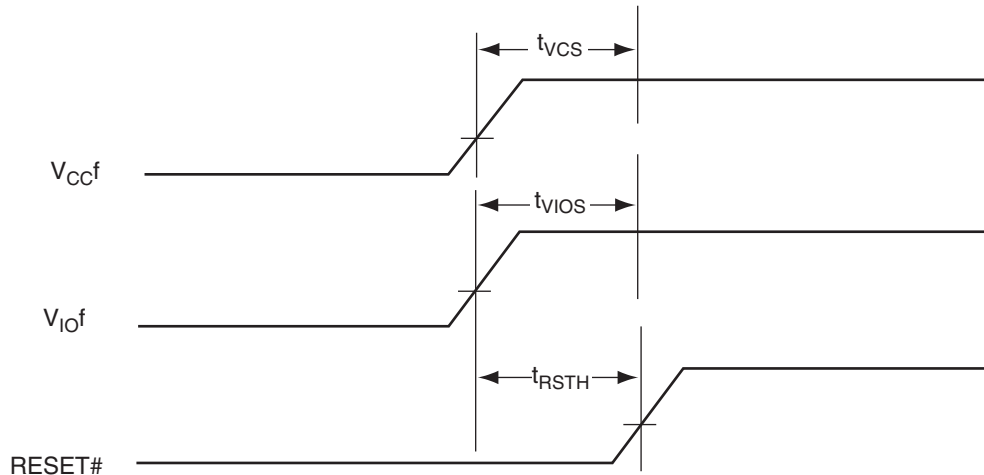 tVCS
VCCf
tVIOS
VIOf
tRSTH
RESET#